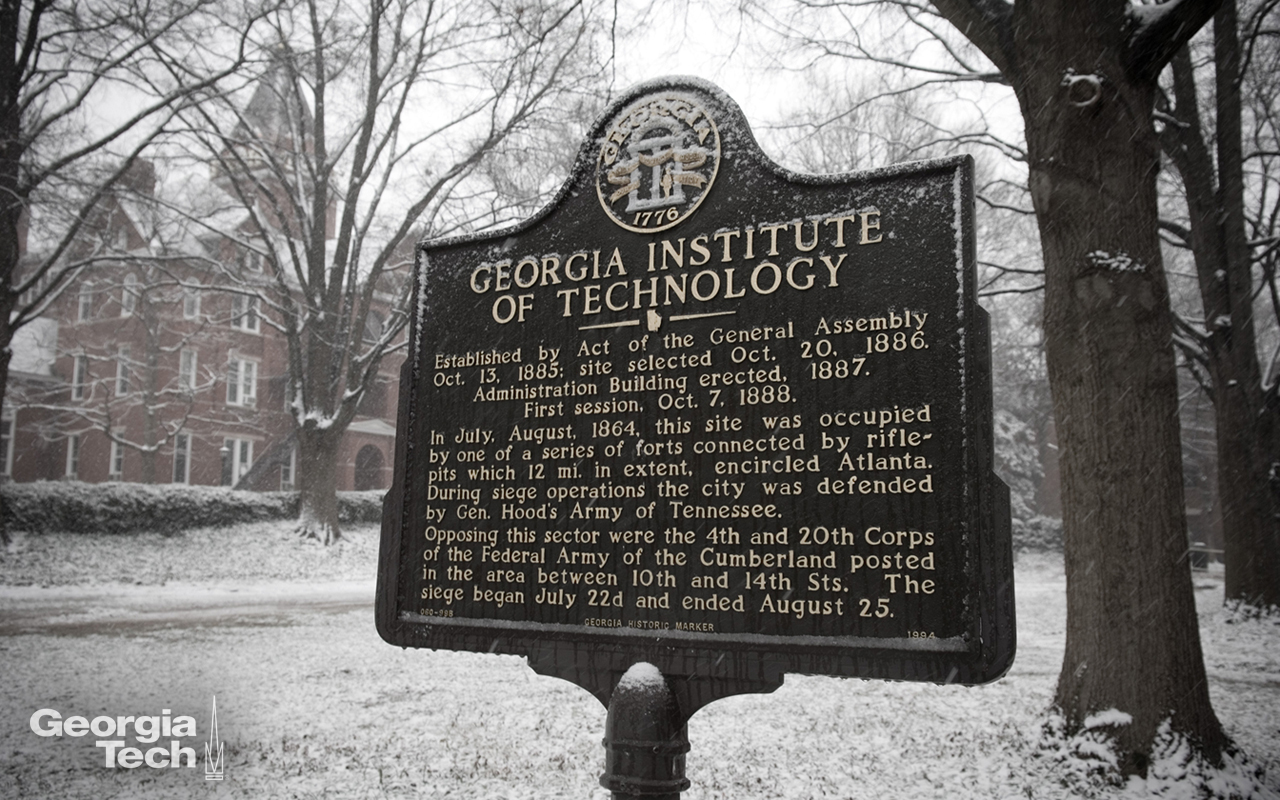 GEORGIA
1776
GEORGIA INSTITUTE
OF TECHNOLOGY
Established by Act of the General Assembly
Oct. 13, 1885; site selected Oct. 20, 1886.
Administration Building erected, 1887.
First session, Oct. 7, 1888.
In July, August, 1864, this site was occupied
by one of a series of forts connected by rifle-
pits which 12 mi. in extent, encircled Atlanta.
During siege operations the city was defended
by Gen. Hood's Army of Tennessee.
Opposing this sector were the 4th and 20th Corps
of the Federal Army of the Cumberland posted
in the area between 10th and 14th Sts. The
siege began July 22d and ended August 25.
GEORGIA HISTORIC MARKER
Georgia
Tech